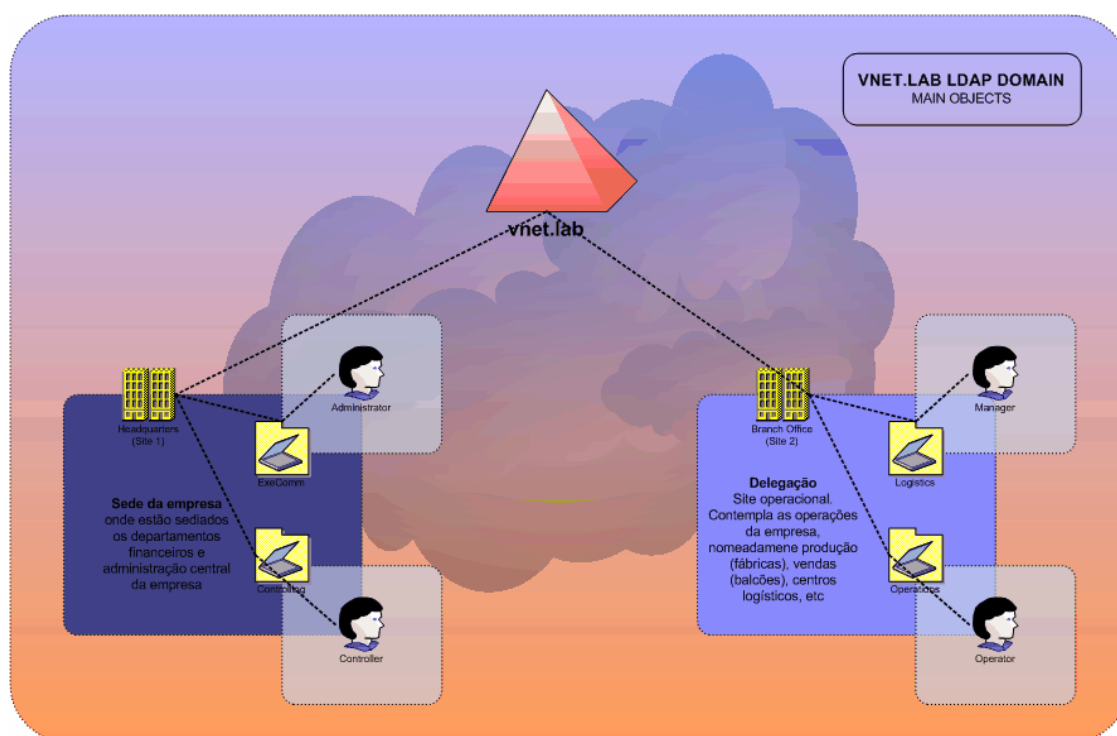 VNET.LAB LDAP DOMAIN
MAIN OBJECTS
vnet.lab
Headquarters
(Site 1)
Administrator
ExeComm
Sede da empresa
onde estão sediados
os departamentos
financeiros e
administração central
da empresa
Controlling
Controller
Branch Office
(Site 2)
Manager
Logistics
Delegação
Site operacional.
Contempla as operações
da empresa,
nomeadamene produção
(fábricas), vendas
(balcões), centros
logísticos, etc
Operations
Operator